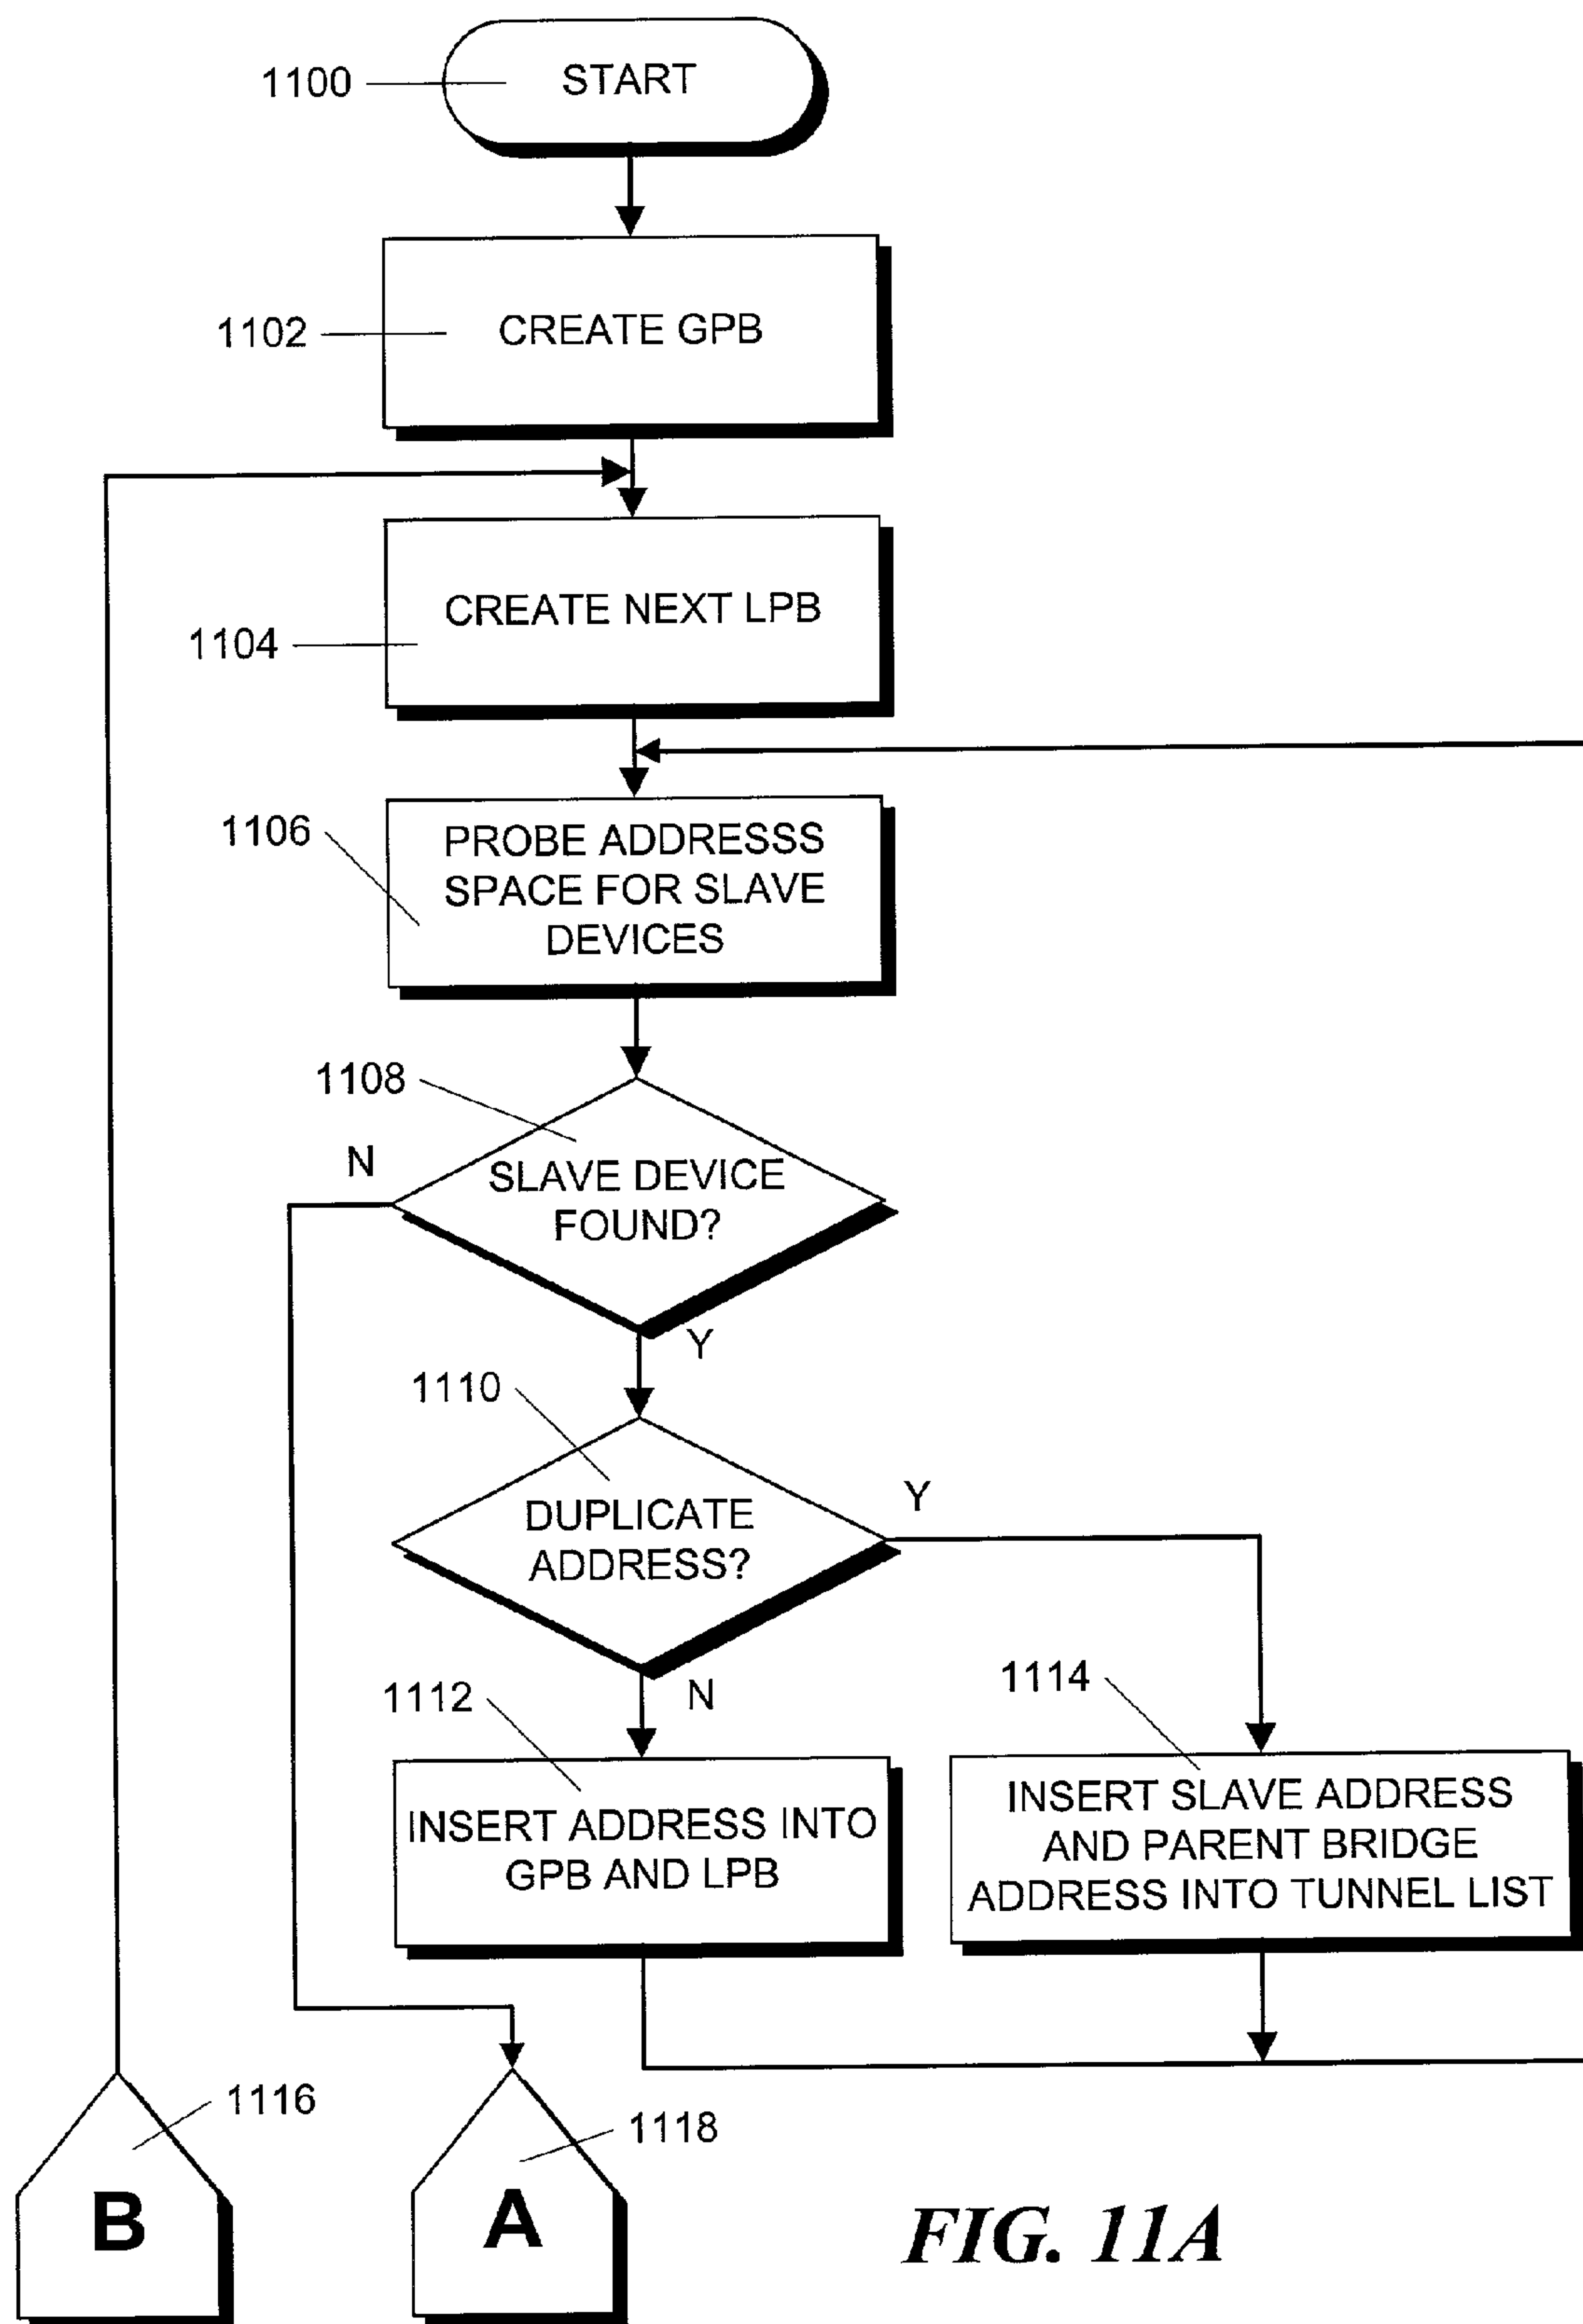 1100
START
1102
CREATE GPB
1104
CREATE NEXT LPB
1106
PROBE ADDRESSS
SPACE FOR SLAVE
DEVICES
1108
N
SLAVE DEVICE
FOUND?
Y
1110
DUPLICATE
ADDRESS?
Y
N
1112
INSERT ADDRESS INTO
GPB AND LPB
1114
INSERT SLAVE ADDRESS
AND PARENT BRIDGE
ADDRESS INTO TUNNEL LIST
1116
B
1118
A
FIG. 11A